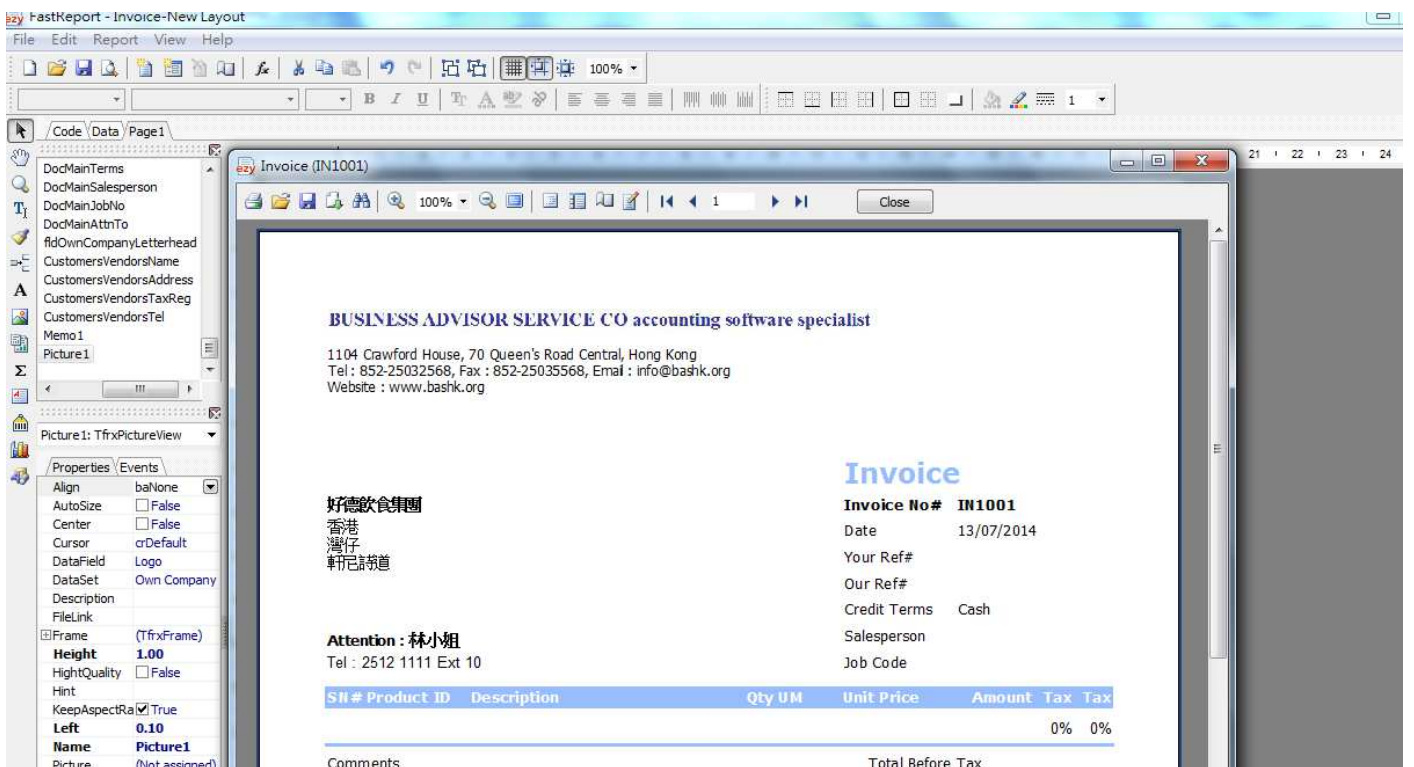 ezy FastReport - Invoice-New Layout
File Edit Report View Help
100%
B I U
1
Code Data Page1
21 22 23 24
DocMainTerms
DocMainSalesperson
DocMainJobNo
DocMainAttnTo
fldOwnCompanyLetterhead
CustomersVendorsName
CustomersVendorsAddress
CustomersVendorsTaxReg
CustomersVendorsTel
Memo1
Picture1
Picture1: TfrxPictureView
Properties Events
Align baNone
AutoSize False
Center False
Cursor crDefault
DataField Logo
DataSet Own Company
Description
FileLink
Frame (TfrxFrame)
Height 1.00
HightQuality False
Hint
KeepAspectRa True
Left 0.10
Name Picture1
Picture (Not assigned)
ezy Invoice (IN1001)
100% 1 Close
BUSINESS ADVISOR SERVICE CO accounting software specialist
1104 Crawford House, 70 Queen's Road Central, Hong Kong
Tel : 852-25032568, Fax : 852-25035568, Email : info@bashk.org
Website : www.bashk.org
Invoice
好德飲食集團
香港
灣仔
軒尼詩道
Invoice No# IN1001
Date 13/07/2014
Your Ref#
Our Ref#
Credit Terms Cash
Salesperson
Job Code
Attention : 林小姐
Tel : 2512 1111 Ext 10
SN# Product ID Description Qty UM Unit Price Amount Tax Tax
0% 0%
Comments Total Before Tax